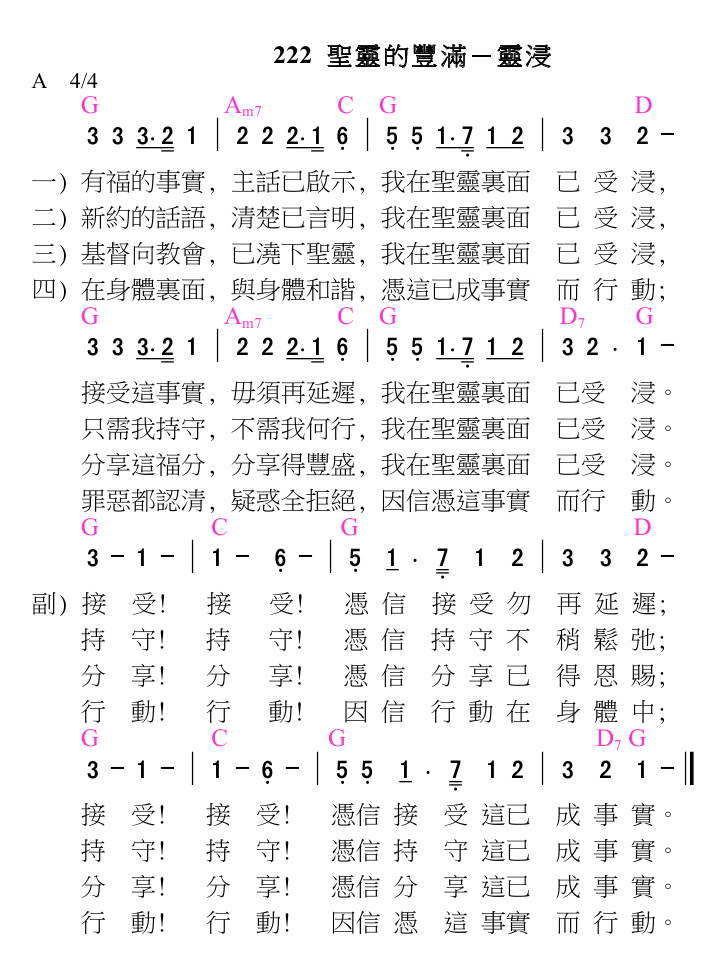 222 聖靈的豐滿－靈浸
A 4/4
G Am7 C G D
3 3 3· 2 1 | 2 2 2· 1 6 | 5 5 1· 7 1 2 | 3 3 2 －
一) 有福的事實, 主話已啟示, 我在聖靈裏面 已 受 浸,
二) 新約的話語, 清楚已言明, 我在聖靈裏面 已 受 浸,
三) 基督向教會, 已澆下聖靈, 我在聖靈裏面 已 受 浸,
四) 在身體裏面, 與身體和諧, 憑這已成事實 而 行 動;
G Am7 C G D7 G
3 3 3· 2 1 | 2 2 2· 1 6 | 5 5 1· 7 1 2 | 3 2 · 1 －
接受這事實, 毋須再延遲, 我在聖靈裏面 已受 浸。
只需我持守, 不需我何行, 我在聖靈裏面 已受 浸。
分享這福分, 分享得豐盛, 我在聖靈裏面 已受 浸。
罪惡都認清, 疑惑全拒絕, 因信憑這事實 而行 動。
G C G D
3 － 1 － | 1 － 6 － | 5 1 · 7 1 2 | 3 3 2 －
副) 接 受! 接 受! 憑 信 接 受 勿 再 延 遲;
持 守! 持 守! 憑 信 持 守 不 稍 鬆 弛;
分 享! 分 享! 憑 信 分 享 已 得 恩 賜;
行 動! 行 動! 因 信 行 動 在 身 體 中;
G C G D7 G
3 － 1 － | 1 － 6 － | 5 5 1 · 7 1 2 | 3 2 1 － ‖
接 受! 接 受! 憑信 接 受 這已 成 事 實。
持 守! 持 守! 憑信 持 守 這已 成 事 實。
分 享! 分 享! 憑信 分 享 這已 成 事 實。
行 動! 行 動! 因信 憑 這 事實 而 行 動。